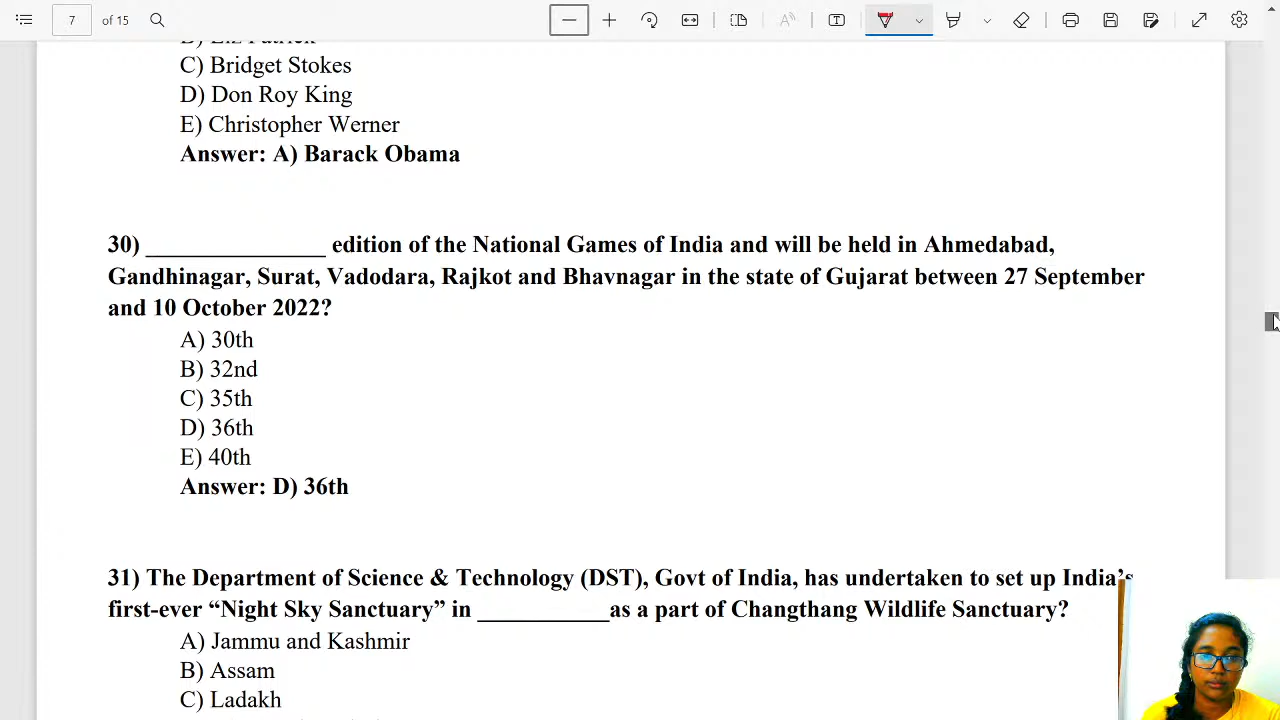 7 of 15
C) Bridget Stokes
D) Don Roy King
E) Christopher Werner
Answer: A) Barack Obama
30) _______________ edition of the National Games of India and will be held in Ahmedabad,
Gandhinagar, Surat, Vadodara, Rajkot and Bhavnagar in the state of Gujarat between 27 September
and 10 October 2022?
A) 30th
B) 32nd
C) 35th
D) 36th
E) 40th
Answer: D) 36th
31) The Department of Science & Technology (DST), Govt of India, has undertaken to set up India's
first-ever “Night Sky Sanctuary” in ___________as a part of Changthang Wildlife Sanctuary?
A) Jammu and Kashmir
B) Assam
C) Ladakh